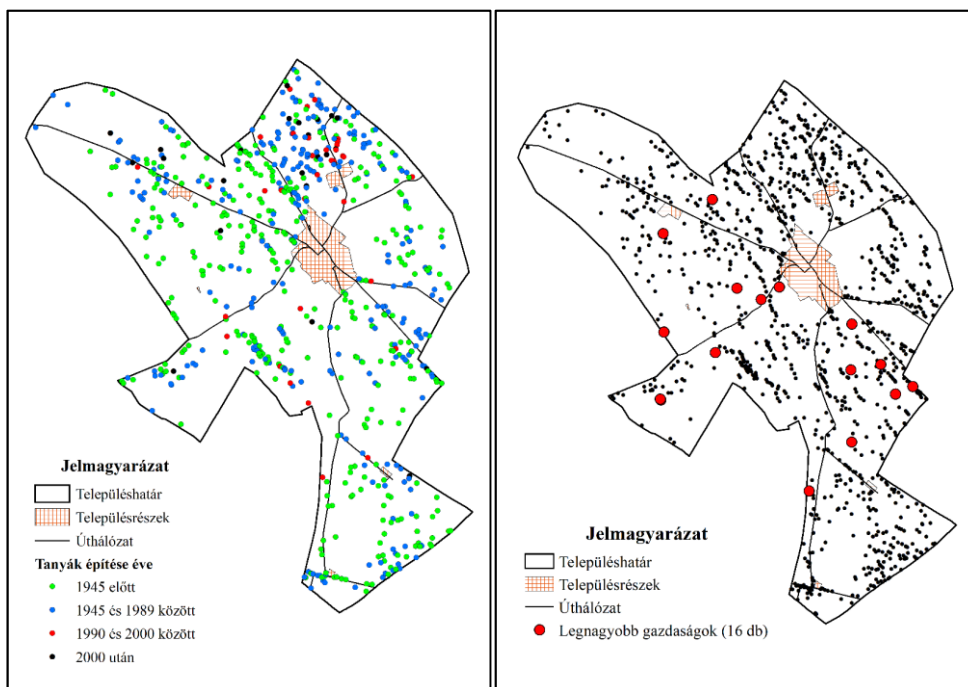 Jelmagyarázat
Településhatár
Településrészek
Úthálózat
Tanyák építése éve
1945 előtt
1945 és 1989 között
1990 és 2000 között
2000 után
Jelmagyarázat
Településhatár
Településrészek
Úthálózat
Legnagyobb gazdaságok (16 db)